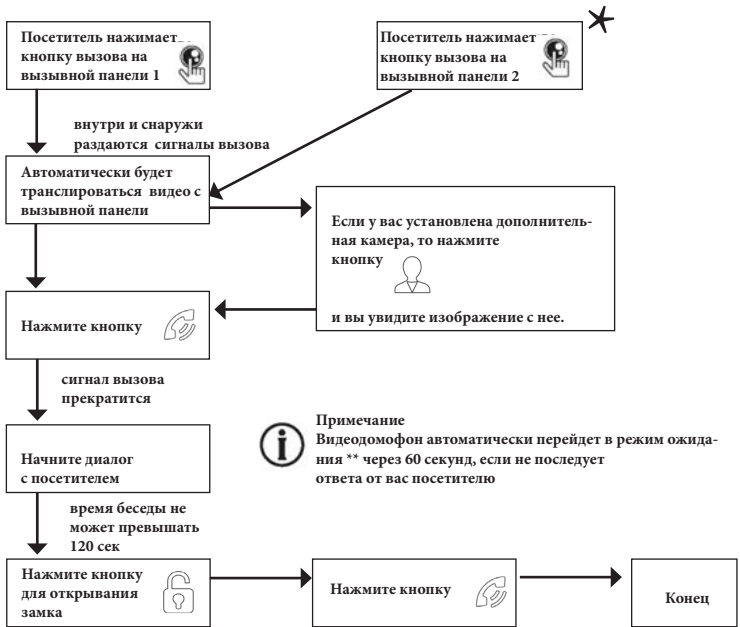 Посетитель нажимает
кнопку вызова на
вызывной панели 1
Посетитель нажимает
кнопку вызова на
вызывной панели 2
внутри и снаружи
раздаются сигналы вызова
Автоматически будет
транслироваться видео с
вызывной панели
Если у вас установлена дополнитель-
ная камера, то нажмите
кнопку
и вы увидите изображение с нее.
Нажмите кнопку
сигнал вызова
прекратится
Примечание
Видеодомофон автоматически перейдет в режим ожида-
ния ** через 60 секунд, если не последует
ответа от вас посетителю
Начните диалог
с посетителем
время беседы не
может превышать
120 сек
Нажмите кнопку
для открывания
замка
Нажмите кнопку
Конец